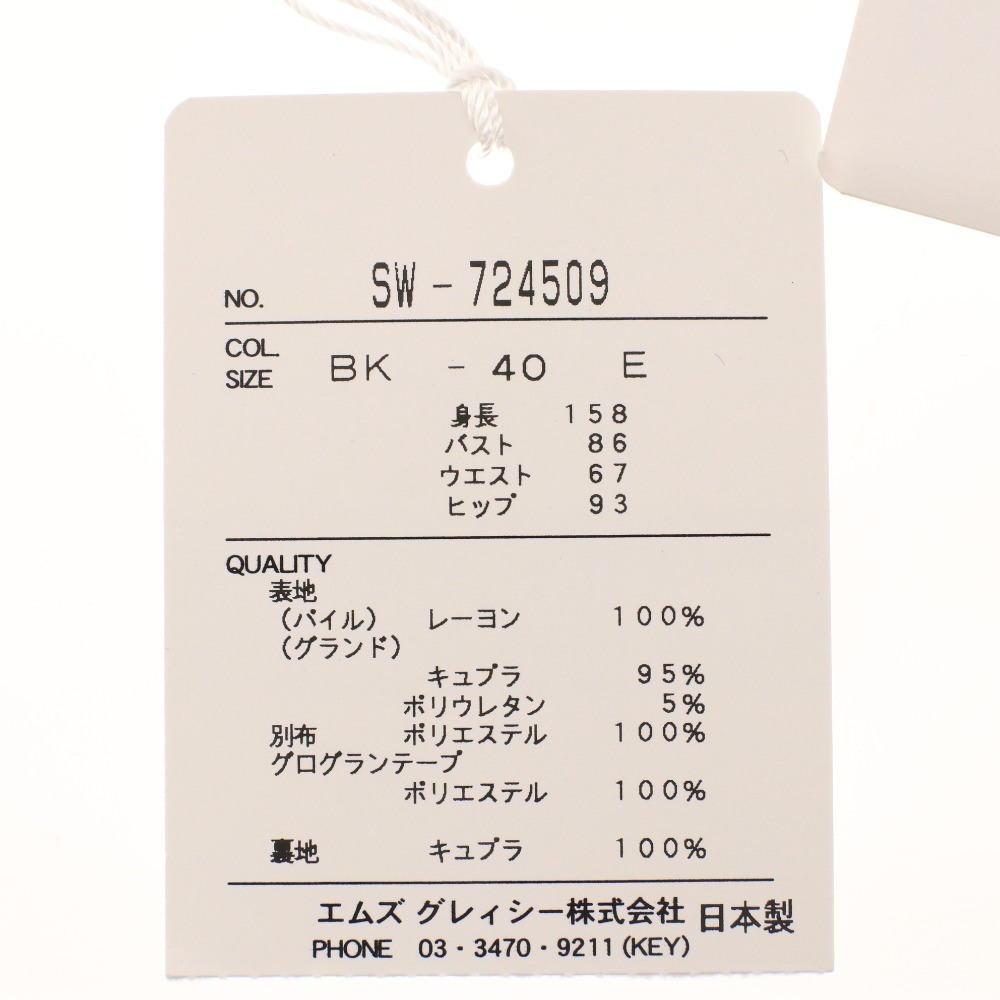 NO. SW-724509
COL.
SIZE BK -40 E
身長 158
バスト 86
ウエスト 67
ヒップ 93
QUALITY
表地
(パイル) レーヨン 100%
(グランド)
キュプラ 95%
ポリウレタン 5%
別布 ポリエステル 100%
グログランテープ
ポリエステル 100%
裏地 キュプラ 100%
エムズ グレィシー株式会社 日本製
PHONE 03・3470・9211(KEY)